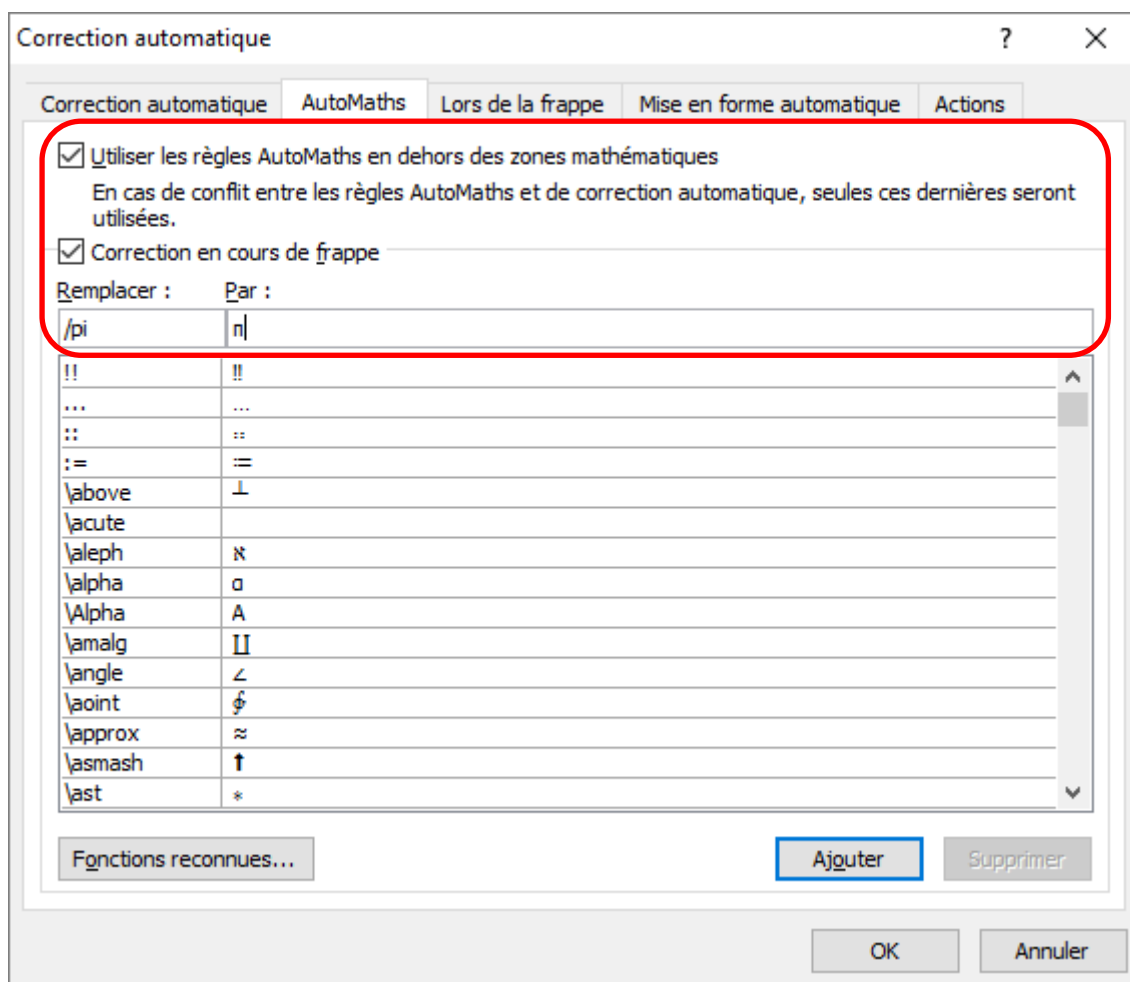 Correction automatique ?
Correction automatique AutoMaths Lors de la frappe Mise en forme automatique Actions
Utiliser les règles AutoMaths en dehors des zones mathématiques
En cas de conflit entre les règles AutoMaths et de correction automatique, seules ces dernières seront
utilisées.
Correction en cours de frappe
Remplacer : Par :
/pi π
!! ‼
... …
:: ∷
:= ≔
\above ┴
\acute
\aleph ℵ
\alpha α
\Alpha Α
\amalg ∐
\angle ∠
\aoint ∳
\approx ≈
\asmash ⬆
\ast ∗
Fonctions reconnues... Ajouter Supprimer
OK Annuler